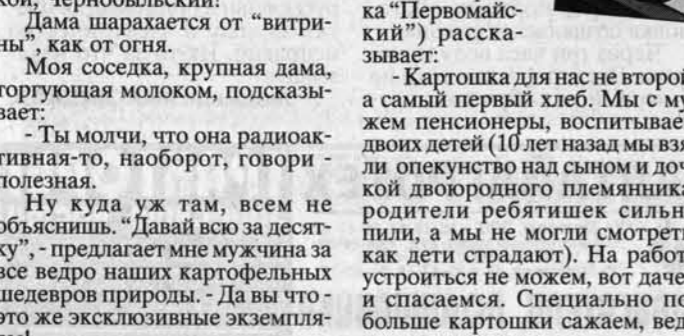 кой, чернобыльский!
Дама шарахается от “витри-
ны”, как от огня.
Моя соседка, крупная дама,
торгующая молоком, подсказы-
вает:
- Ты молчи, что она радиоак-
тивная-то, наоборот, говори -
полезная.
Ну куда уж там, всем не
объяснишь. “Давай всю за десят-
ку”, - предлагает мне мужчина за
все ведро наших картофельных
шедевров природы. - Да вы что -
это же эксклюзивные экземпля-
ка “Первомайс-
кий”) расска-
зывает:
- Картошка для нас не второй,
а самый первый хлеб. Мы с му
жем пенсионеры, воспитывае
двоих детей (10 лет назад мы взя
ли опекунство над сыном и доч
кой двоюродного племянника
родители ребятишек сильн
пили, а мы не могли смотреть
как дети страдают). На работ
устроиться не можем, вот даче
и спасаемся. Специально по
больше картошки сажаем, вед